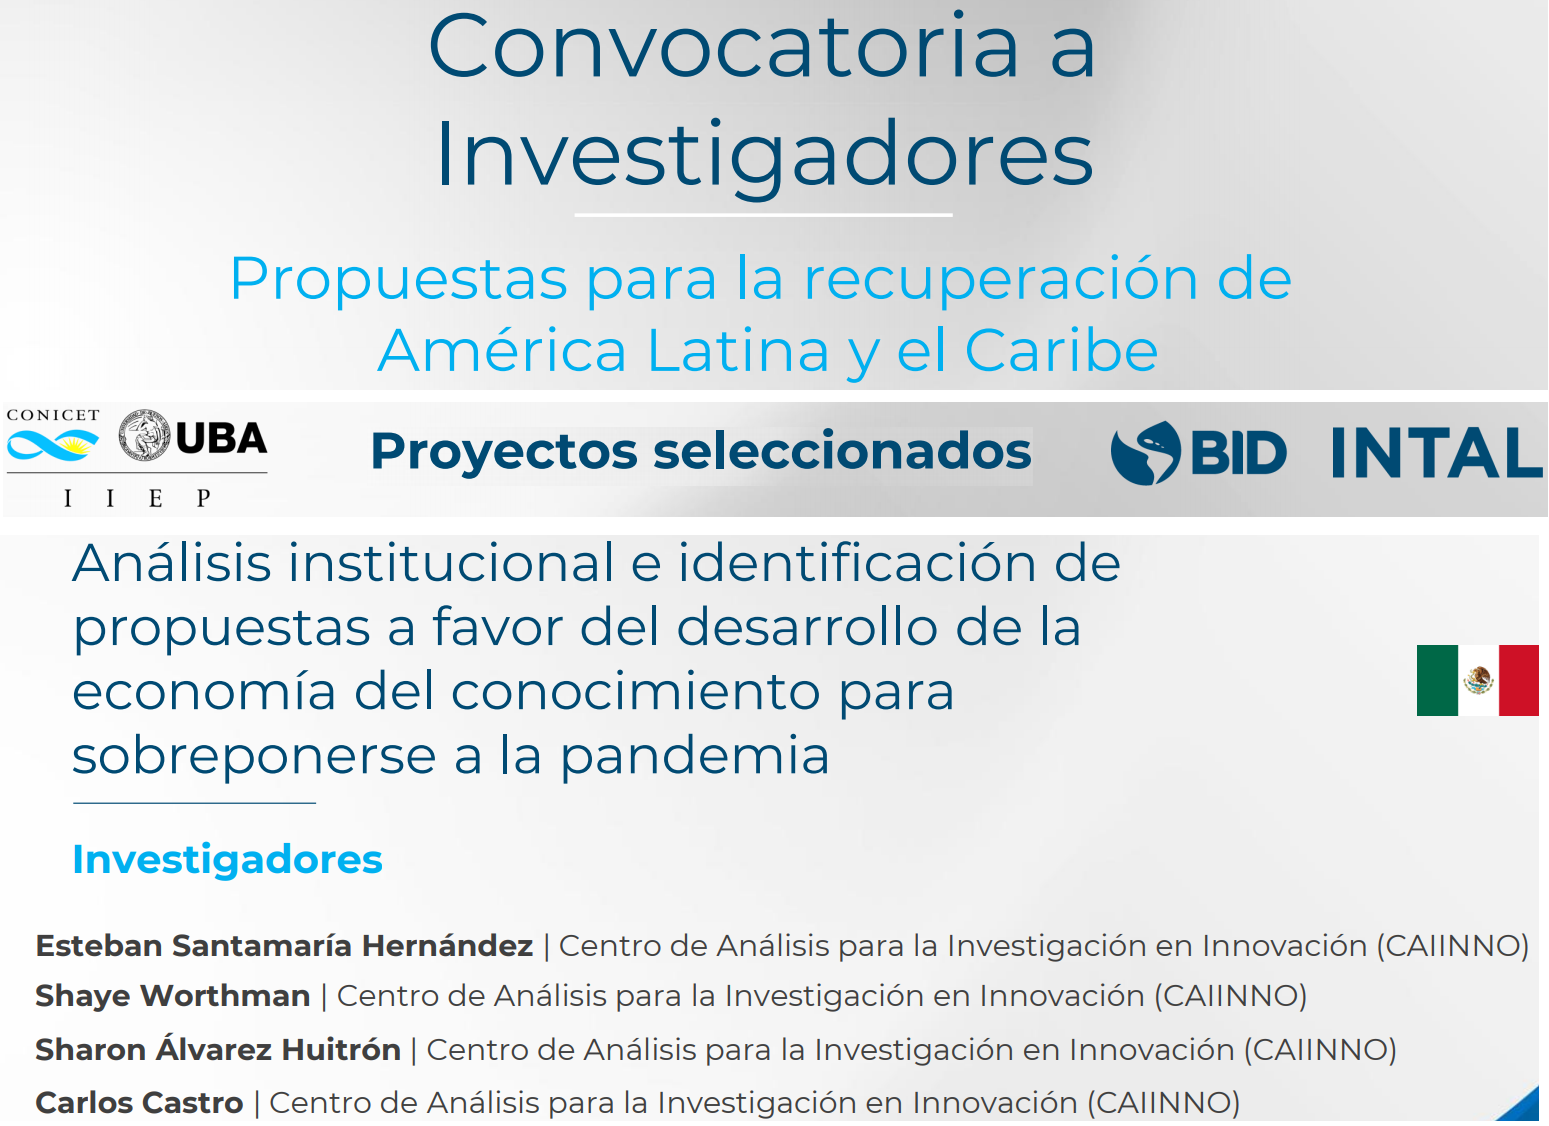 Convocatoria a
Investigadores
Propuestas para la recuperación de
América Latina y el Caribe
CONICET
UBA
I I E P
Proyectos seleccionados
BID INTAL
Análisis institucional e identificación de
propuestas a favor del desarrollo de la
economía del conocimiento para
sobreponerse a la pandemia
Investigadores
Esteban Santamaría Hernández | Centro de Análisis para la Investigación en Innovación (CAIINNO)
Shaye Worthman | Centro de Análisis para la Investigación en Innovación (CAIINNO)
Sharon Álvarez Huitrón | Centro de Análisis para la Investigación en Innovación (CAIINNO)
Carlos Castro | Centro de Análisis para la Investigación en Innovación (CAIINNO)